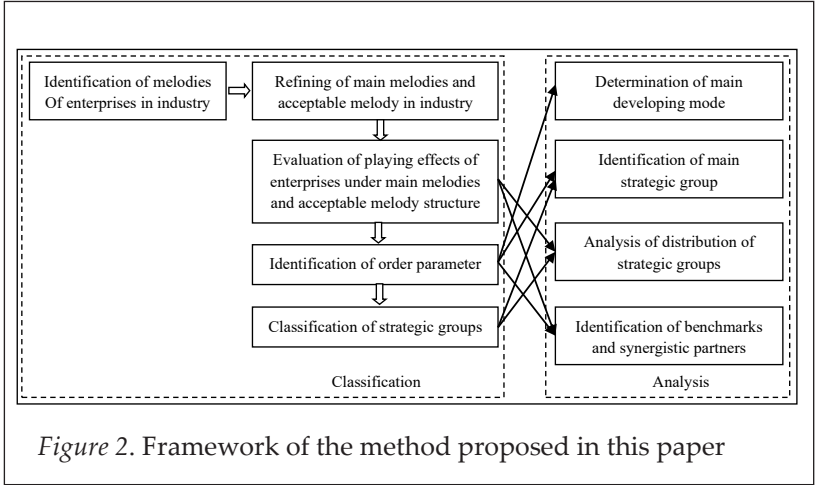 Identification of melodies
Of enterprises in industry
Refining of main melodies and
acceptable melody in industry
Evaluation of playing effects of
enterprises under main melodies
and acceptable melody structure
Identification of order parameter
Classification of strategic groups
Classification
Determination of main
developing mode
Identification of main
strategic group
Analysis of distribution of
strategic groups
Identification of benchmarks
and synergistic partners
Analysis
Figure 2. Framework of the method proposed in this paper